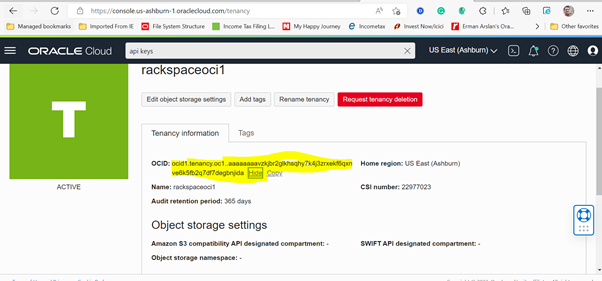 https://console.us-ashburn-1.oraclecloud.com/tenancy
Bookmarks
Imported From IE
File System Structure
Income Tax Filing L...
My Happy Journey
Incometax
Invest Now/icici
Erman Arslan's Ora...
Other favorites
ORACLE Cloud
api keys
US East (Ashburn)
rackspaceoci1
Edit object storage settings
Add tags
Rename tenancy
Request tenancy deletion
T
ACTIVE
Tenancy information
Tags
OCID: ocid1.tenancy.oc1..aaaaaaaavzkjbr2glkhsqhy7k4j3zrxekf6qxn
ve6k5fb2q7df7degbnjida Hide Copy
Home region: US East (Ashburn)
Name: rackspaceoci1
CSI number: 22977023
Audit retention period: 365 days
Object storage settings
Amazon S3 compatibility API designated compartment: -
SWIFT API designated compartment: -
Object storage namespace: -